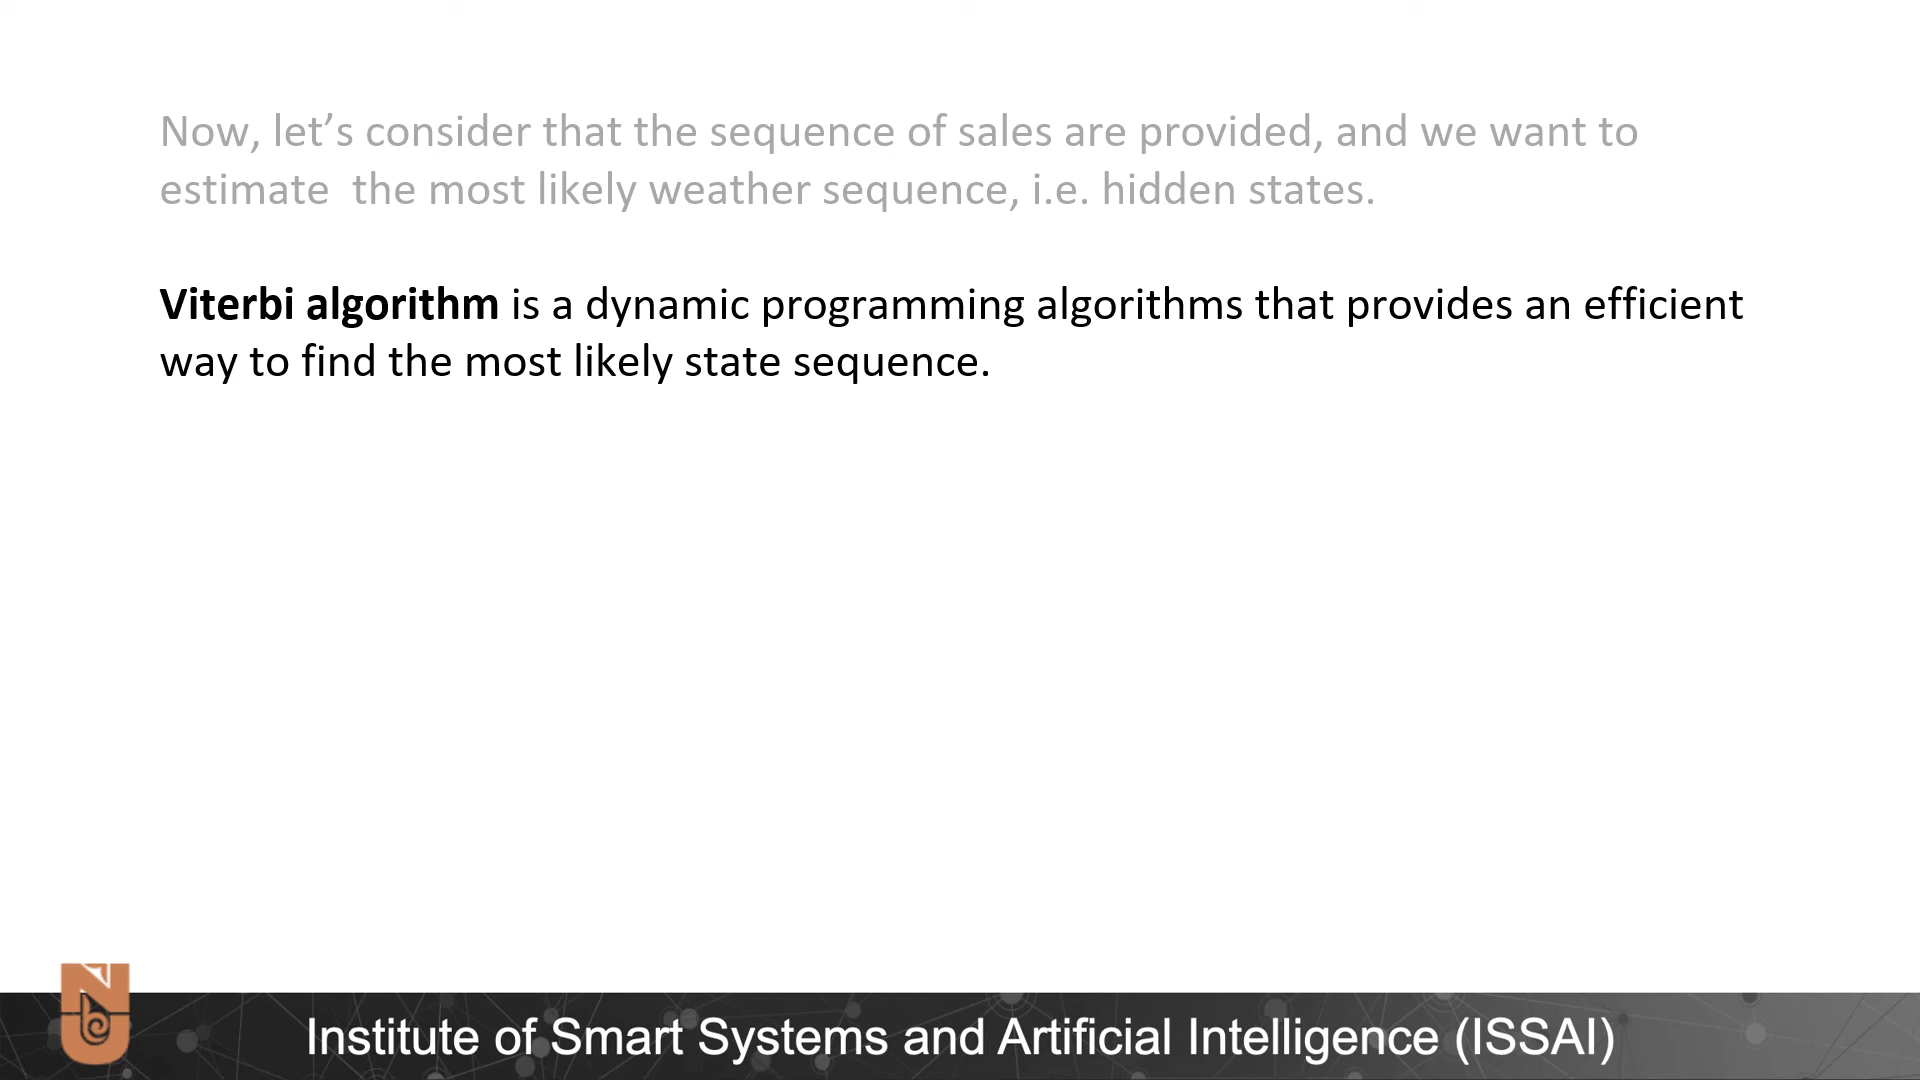 Now, let’s consider that the sequence of sales are provided, and we want to
estimate  the most likely weather sequence, i.e. hidden states.
Viterbi algorithm is a dynamic programming algorithms that provides an efficient
way to find the most likely state sequence.
Institute of Smart Systems and Artificial Intelligence (ISSAI)